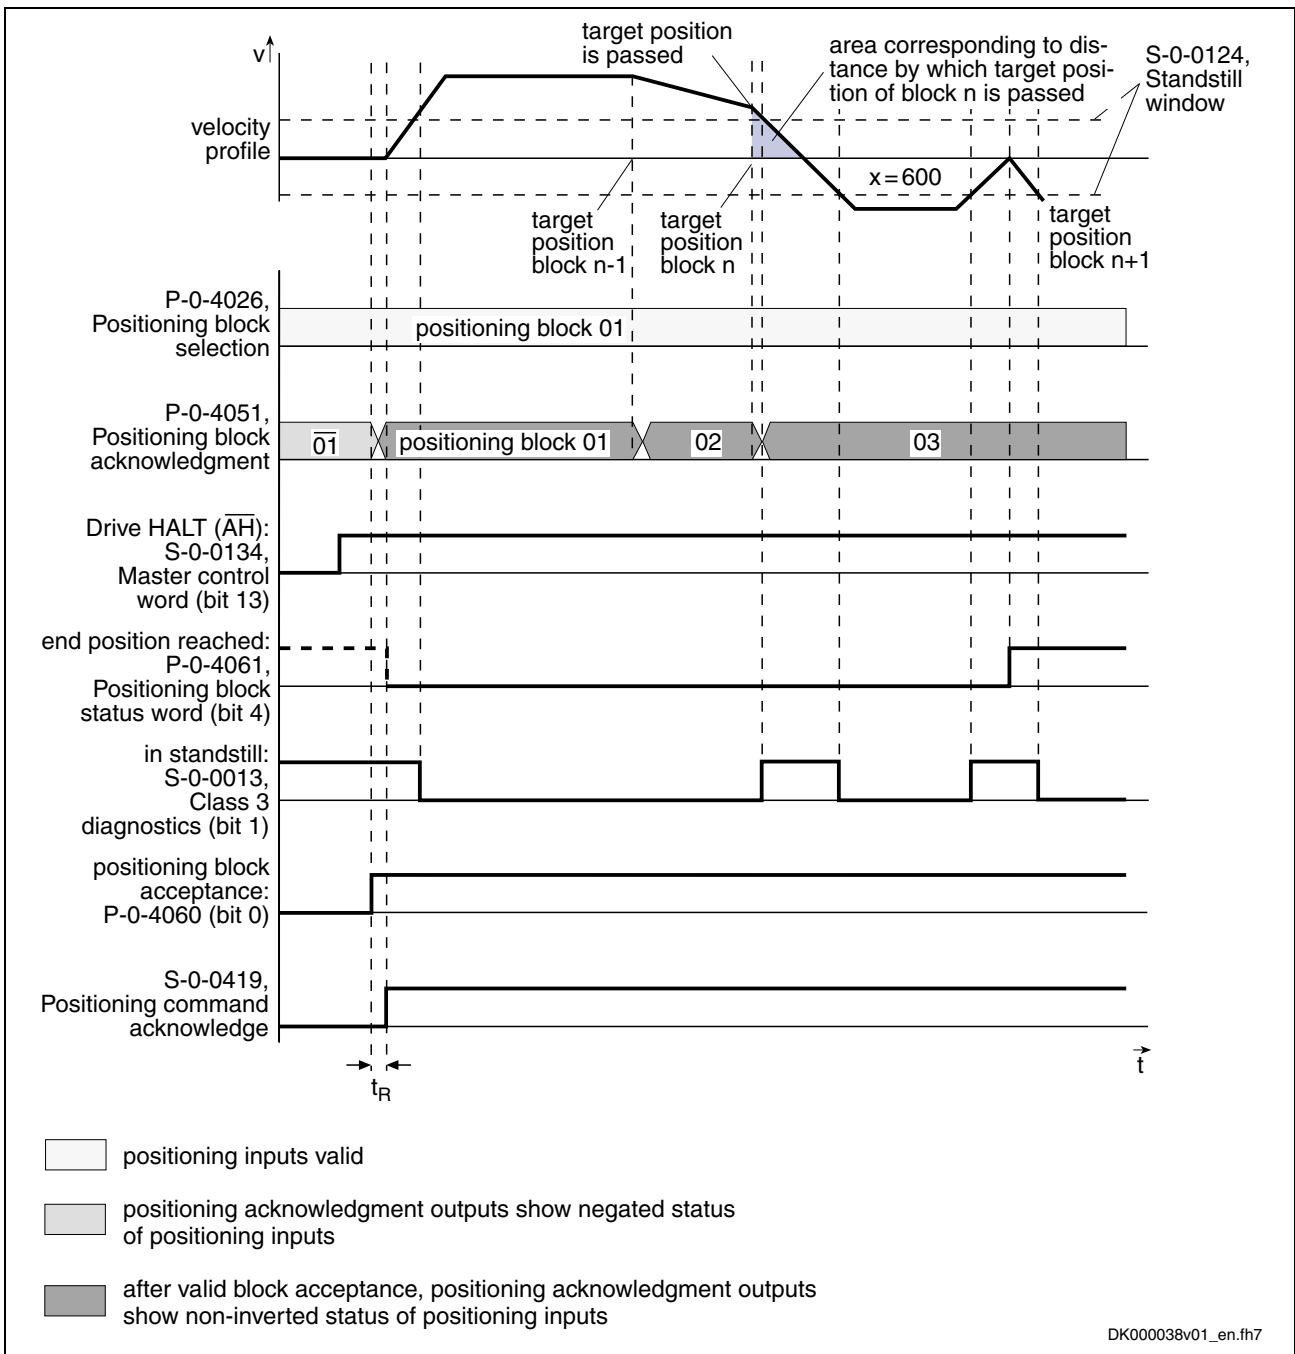 v
velocity
profile
target position
is passed
area corresponding to dis-
tance by which target posi-
tion of block n is passed
S-0-0124,
Standstill
window
x=600
target
position
block n-1
target
position
block n
target
position
block n+1
P-0-4026,
Positioning block
selection
positioning block 01
P-0-4051,
Positioning block
acknowledgment
0̅1̅
positioning block 01
02
03
Drive HALT (A̅H̅):
S-0-0134,
Master control
word (bit 13)
end position reached:
P-0-4061,
Positioning block
status word (bit 4)
in standstill:
S-0-0013,
Class 3
diagnostics (bit 1)
positioning block
acceptance:
P-0-4060 (bit 0)
S-0-0419,
Positioning command
acknowledge
t
tR
positioning inputs valid
positioning acknowledgment outputs show negated status
of positioning inputs
after valid block acceptance, positioning acknowledgment outputs
show non-inverted status of positioning inputs
DK000038v01_en.fh7